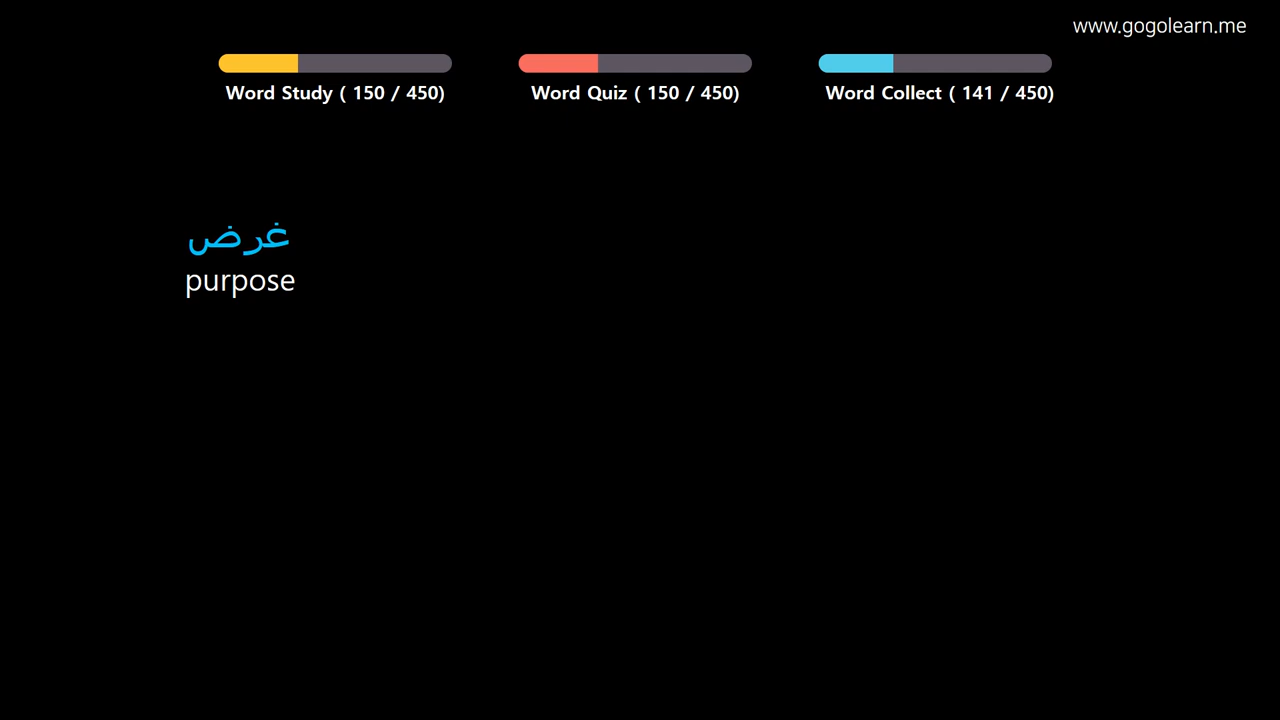 www.gogolearn.me
Word Study ( 150 / 450)
Word Quiz ( 150 / 450)
Word Collect ( 141 / 450)
غرض
purpose